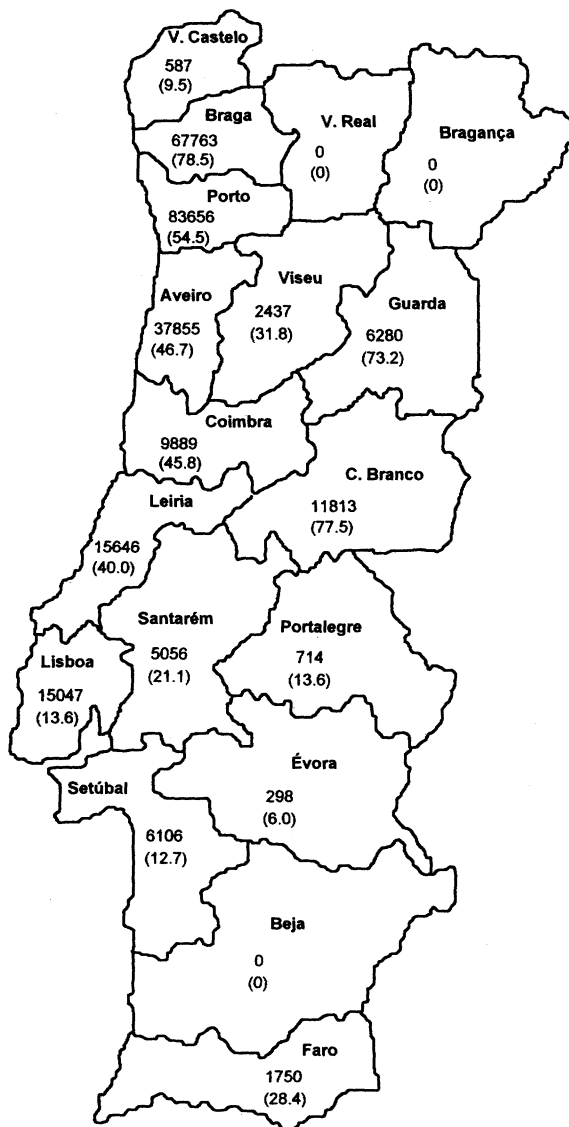 V. Castelo
587
(9.5)
Braga
67763
(78.5)
V. Real
0
(0)
Bragança
0
(0)
Porto
83656
(54.5)
Aveiro
37855
(46.7)
Viseu
2437
(31.8)
Guarda
6280
(73.2)
Coimbra
9889
(45.8)
C. Branco
11813
(77.5)
Leiria
15646
(40.0)
Santarém
5056
(21.1)
Portalegre
714
(13.6)
Lisboa
15047
(13.6)
Évora
298
(6.0)
Setúbal
6106
(12.7)
Beja
0
(0)
Faro
1750
(28.4)